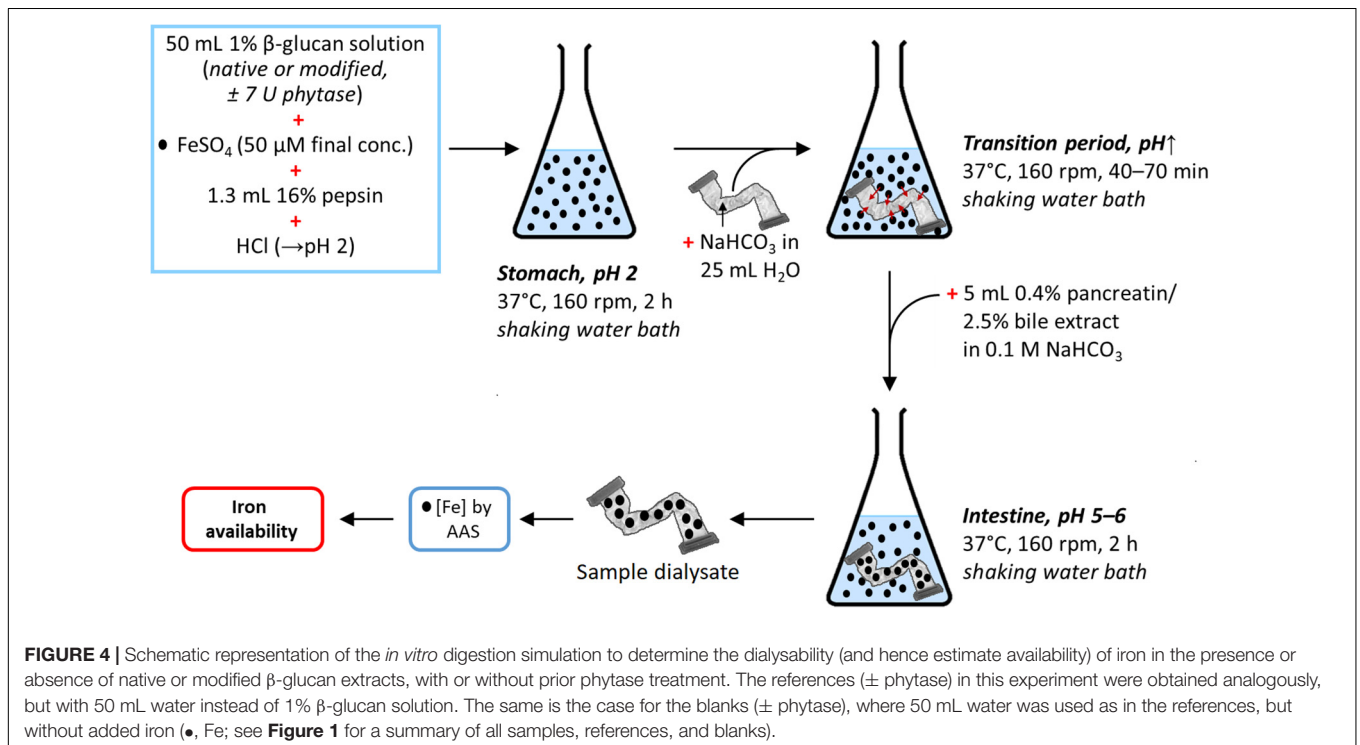 50 mL 1% β-glucan solution
(native or modified,
± 7 U phytase)
+
• FeSO₄ (50 µM final conc.)
+
1.3 mL 16% pepsin
+
HCl (→pH 2)
Stomach, pH 2
37°C, 160 rpm, 2 h
shaking water bath
+ NaHCO₃ in
25 mL H₂O
Transition period, pH↑
37°C, 160 rpm, 40–70 min
shaking water bath
+ 5 mL 0.4% pancreatin/
2.5% bile extract
in 0.1 M NaHCO₃
Intestine, pH 5–6
37°C, 160 rpm, 2 h
shaking water bath
Sample dialysate
• [Fe] by
AAS
Iron
availability
FIGURE 4 | Schematic representation of the in vitro digestion simulation to determine the dialysability (and hence estimate availability) of iron in the presence or
absence of native or modified β-glucan extracts, with or without prior phytase treatment. The references (± phytase) in this experiment were obtained analogously,
but with 50 mL water instead of 1% β-glucan solution. The same is the case for the blanks (± phytase), where 50 mL water was used as in the references, but
without added iron (•, Fe; see Figure 1 for a summary of all samples, references, and blanks).